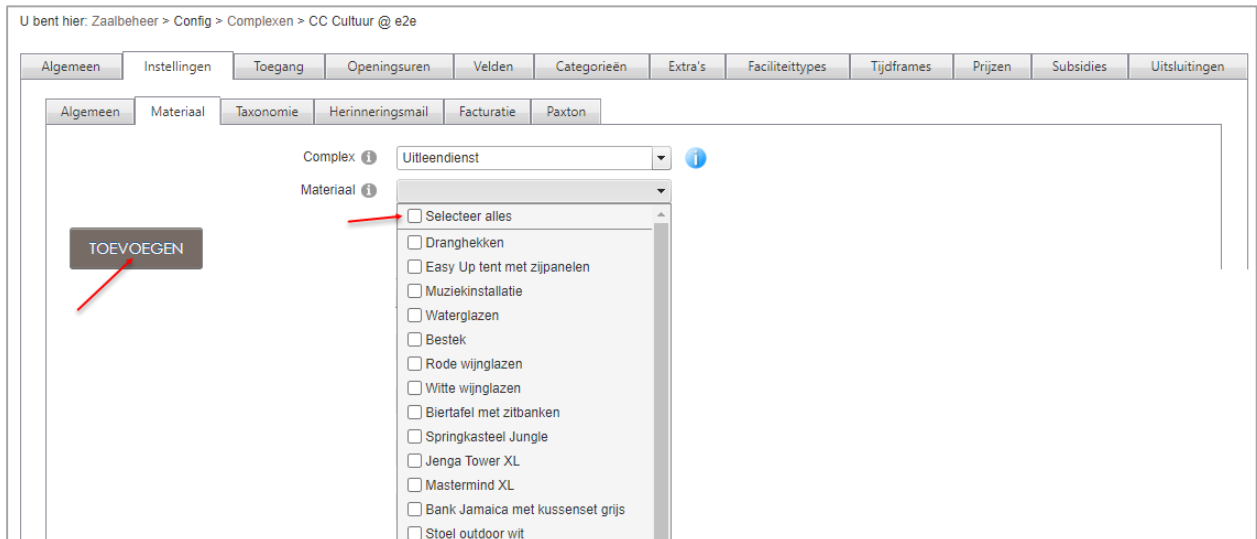 U bent hier: Zaalbeheer > Config > Complexen > CC Cultuur @ e2e
Algemeen Instellingen Toegang Openingsuren Velden Categorieën Extra's Faciliteittypes Tijdframes Prijzen Subsidies Uitsluitingen
Algemeen Materiaal Taxonomie Herinneringsmail Facturatie Paxton
Complex Uitleendienst
Materiaal
Selecteer alles
TOEVOEGEN
Dranghekken
Easy Up tent met zijpanelen
Muziekinstallatie
Waterglazen
Bestek
Rode wijnglazen
Witte wijnglazen
Biertafel met zitbanken
Springkasteel Jungle
Jenga Tower XL
Mastermind XL
Bank Jamaica met kussenset grijs
Stoel outdoor wit